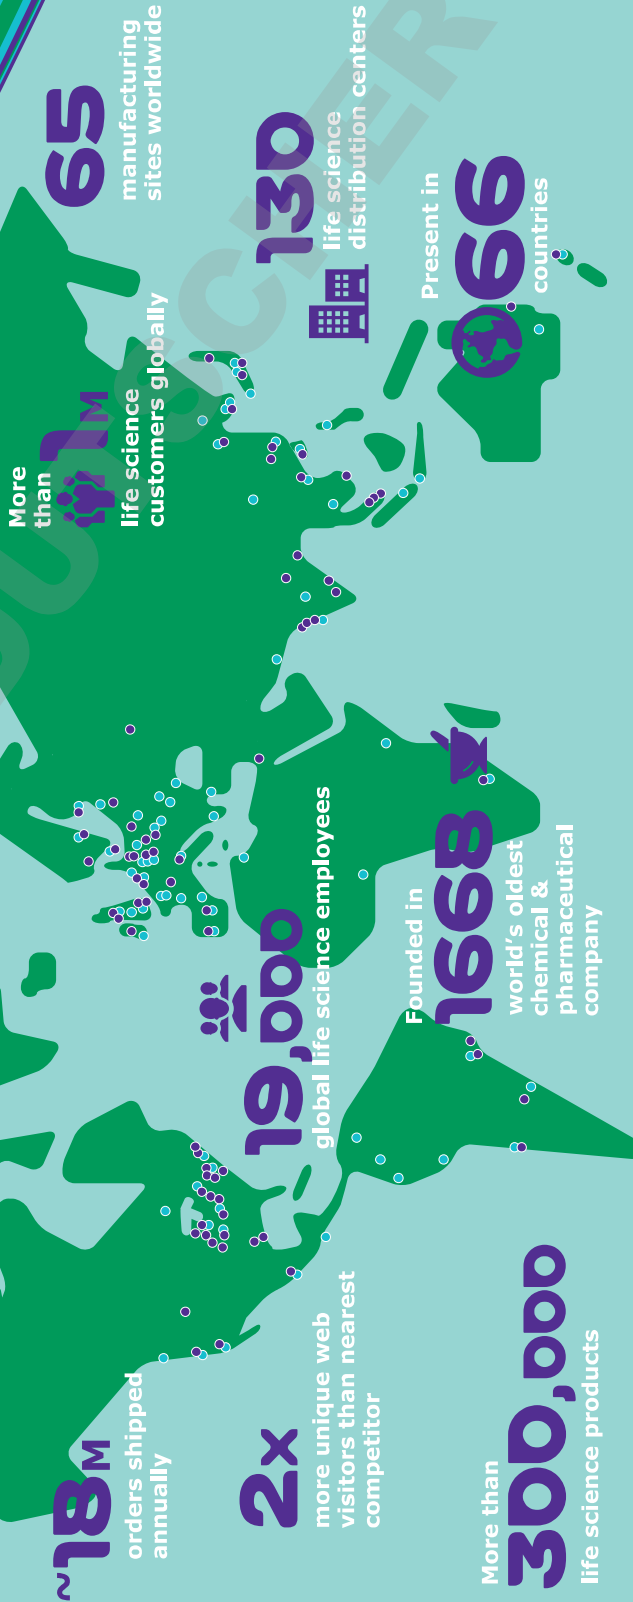 ~18M
orders shipped
annually
2x
more unique web
visitors than nearest
competitor
More than
300,000
life science products
19,000
global life science employees
Founded in
1668
world's oldest
chemical &
pharmaceutical
company
More
than
1M
life science
customers globally
65
manufacturing
sites worldwide
130
life science
distribution centers
Present in
66
countries